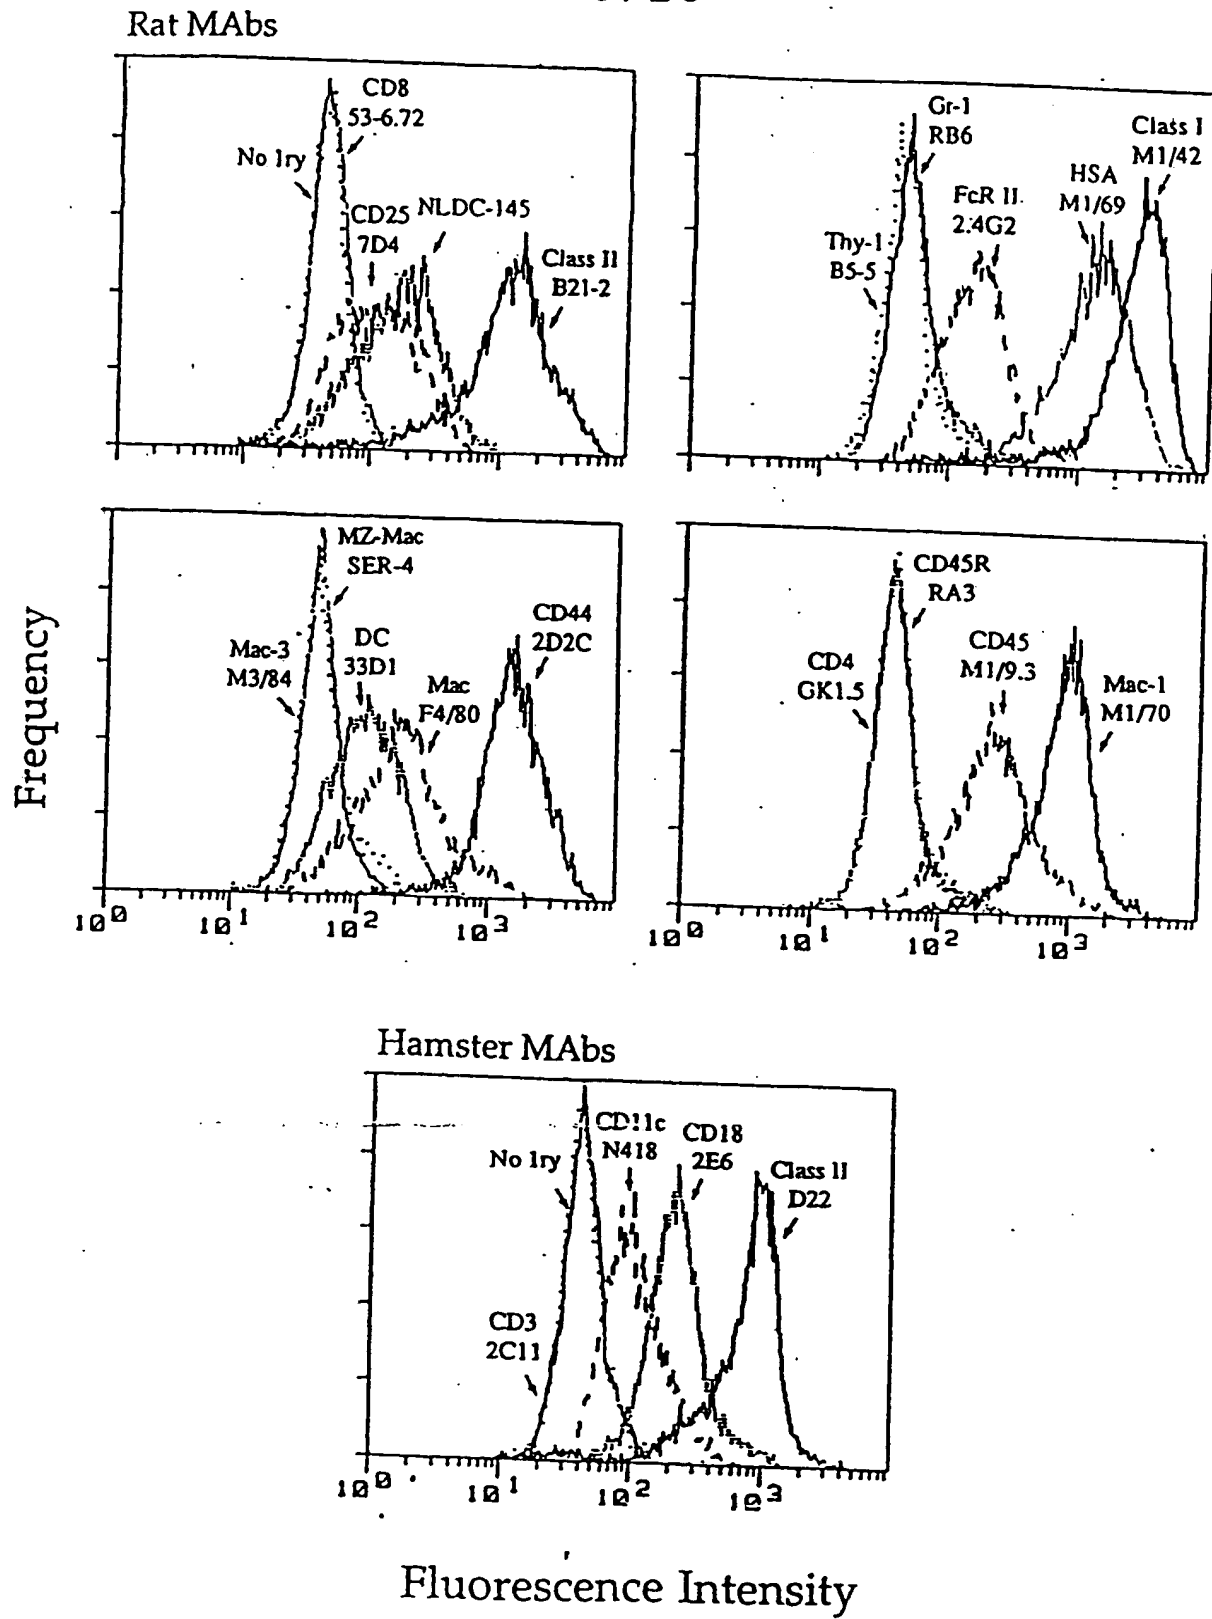 Rat MAbs
CD8
53-6.72
No 1ry
CD25
7D4
NLDC-145
Class II
B21-2
Gr-1
RB6
Class I
M1/42
HSA
M1/69
FcR II
2.4G2
Thy-1
B5-5
MZ-Mac
SER-4
Mac-3
M3/84
DC
33D1
Mac
F4/80
CD44
2D2C
CD45R
RA3
CD4
GK1.5
CD45
M1/9.3
Mac-1
M1/70
Frequency
10^0 10^1 10^2 10^3
10^0 10^1 10^2 10^3
Hamster MAbs
No 1ry
CD11c
N418
CD18
2E6
Class II
D22
CD3
2C11
10^0 10^1 10^2 10^3
Fluorescence Intensity